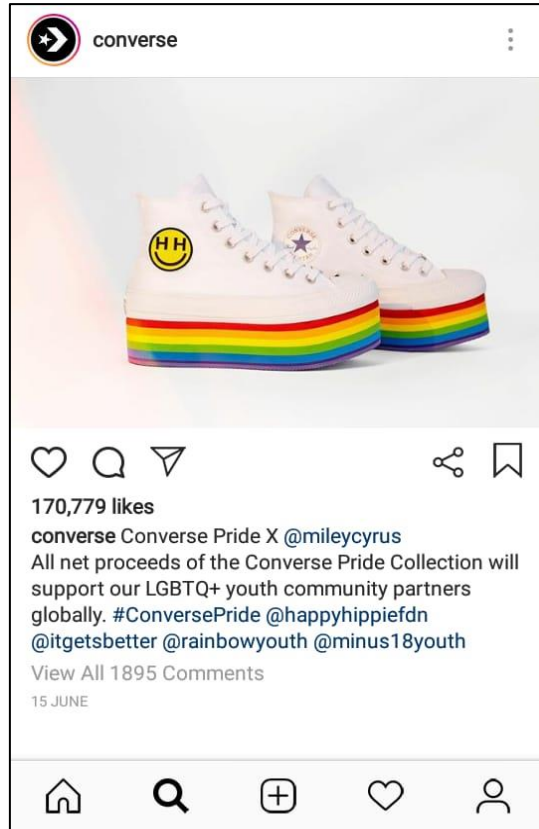 converse
H H
CONVERSE
170,779 likes
converse Converse Pride X @mileycyrus
All net proceeds of the Converse Pride Collection will
support our LGBTQ+ youth community partners
globally. #ConversePride @happyhippiefdn
@itgetsbetter @rainbowyouth @minus18youth
View All 1895 Comments
15 JUNE